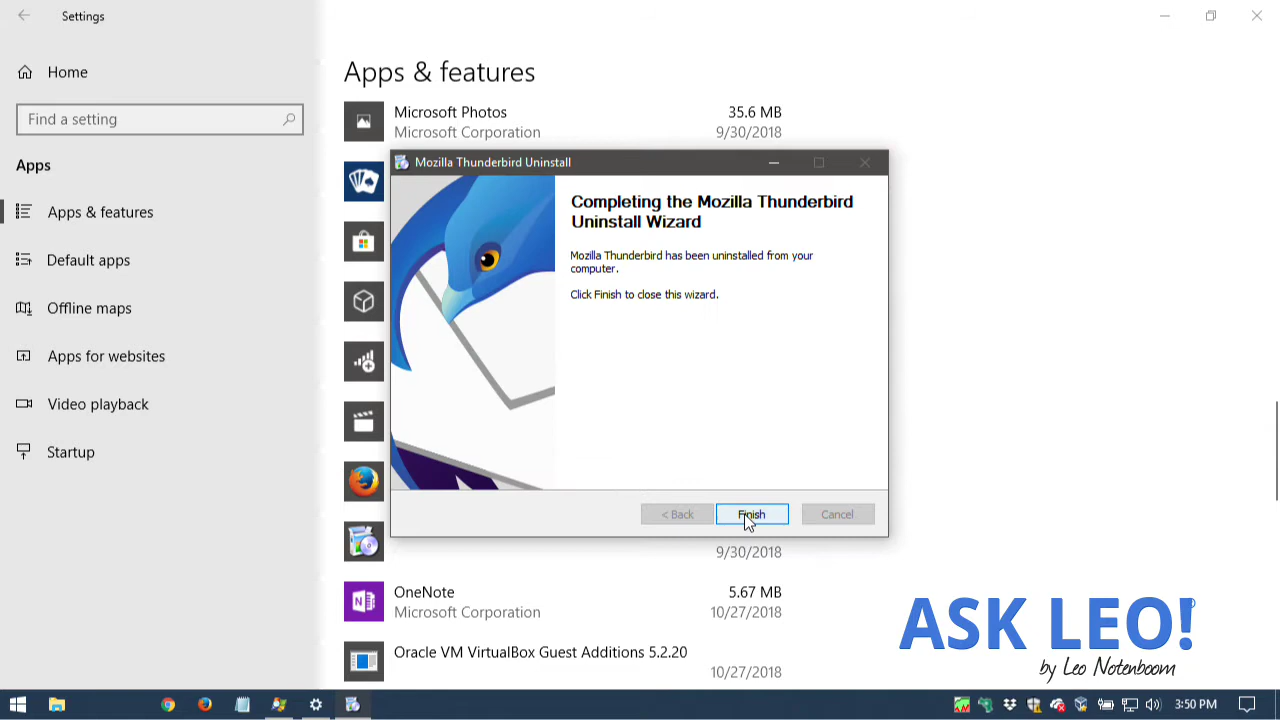 Settings
Home
Find a setting
Apps
Apps & features
Default apps
Offline maps
Apps for websites
Video playback
Startup
Apps & features
Microsoft Photos 35.6 MB
Microsoft Corporation 9/30/2018
Mozilla Thunderbird Uninstall
Completing the Mozilla Thunderbird
Uninstall Wizard
Mozilla Thunderbird has been uninstalled from your
computer.
Click Finish to close this wizard.
< Back Finish Cancel
9/30/2018
OneNote 5.67 MB
Microsoft Corporation 10/27/2018
Oracle VM VirtualBox Guest Additions 5.2.20
10/27/2018
ASK LEO!
by Leo Notenboom
3:50 PM